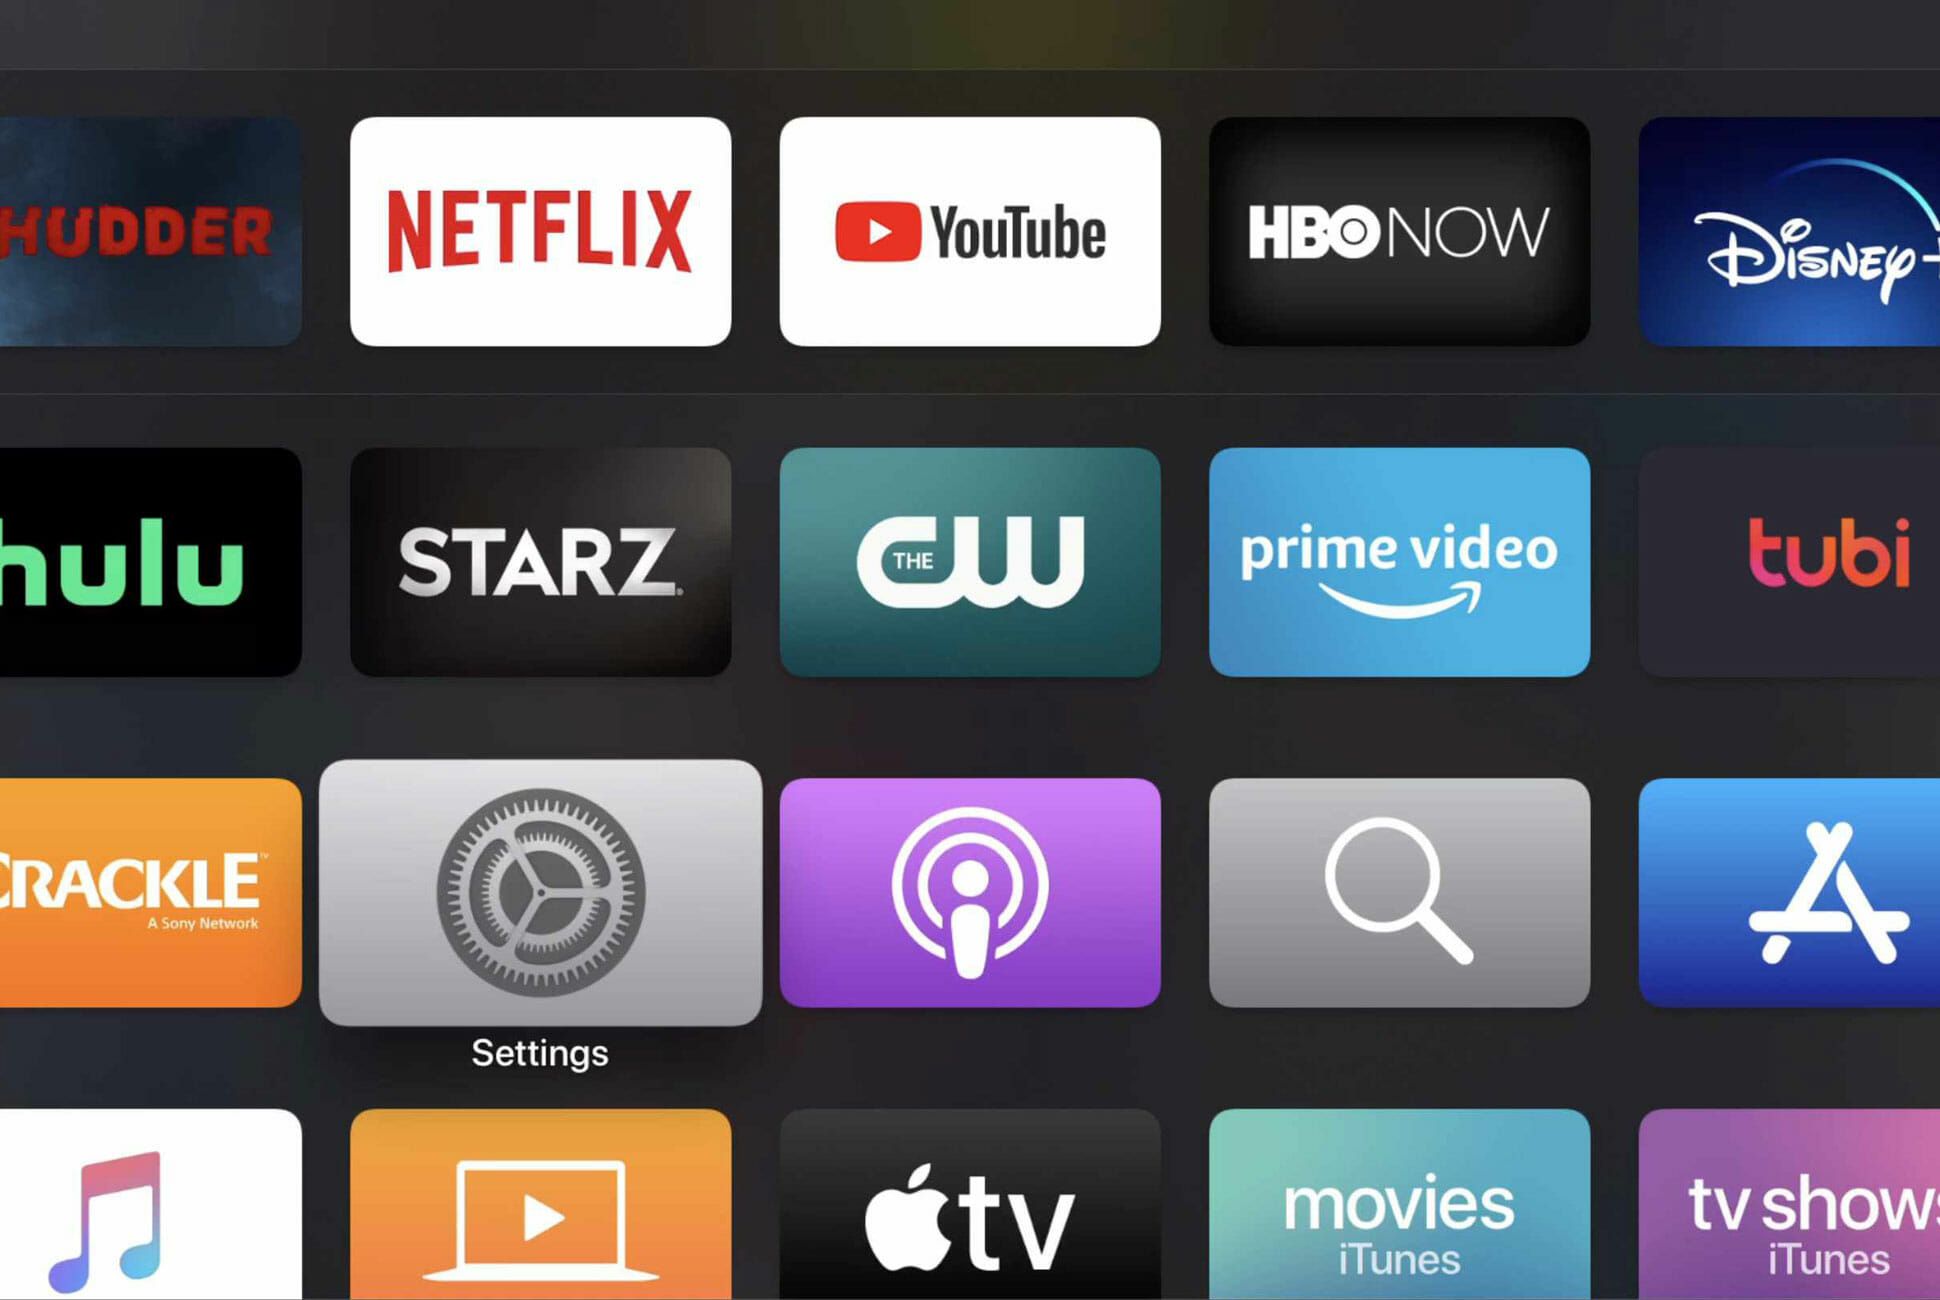 HUDDER
NETFLIX
YouTube
HBO NOW
Disney+
hulu
STARZ
THE CW
prime video
tubi
CRACKLE
A Sony Network
Settings
tv
movies
iTunes
tv shows
iTunes